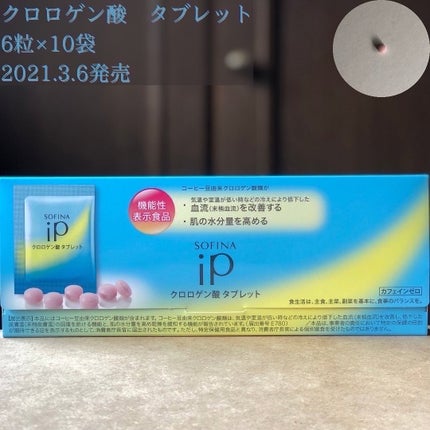 クロロゲン酸　タブレット
6粒×10袋
2021.3.6発売
コーヒー豆由来クロロゲン酸類が
機能性
表示食品
気温や室温が低い時などの冷えにより低下した
・血流(末梢血流)を改善する
・肌の水分量を高める
SOFINA
iP
クロロゲン酸 タブレット
SOFINA
iP
クロロゲン酸 タブレット
カフェインゼロ
食生活は、主食、主菜、副菜を基本に、食事のバランスを。